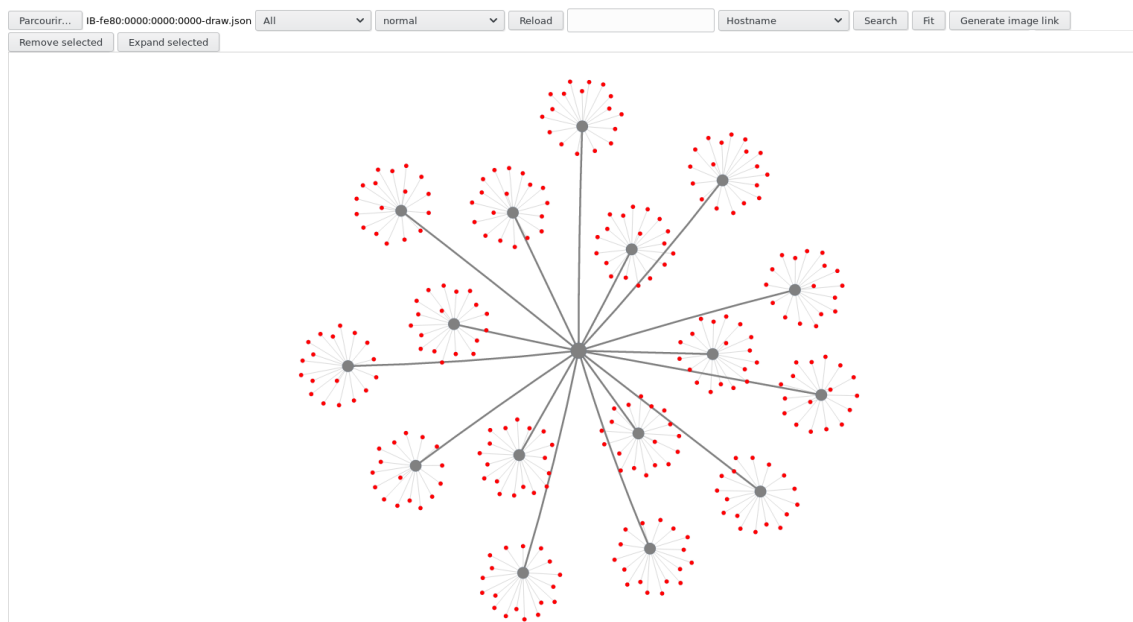 Parcourir... IB-fe80:0000:0000:0000-draw.json All normal Reload Hostname Search Fit Generate image link
Remove selected Expand selected